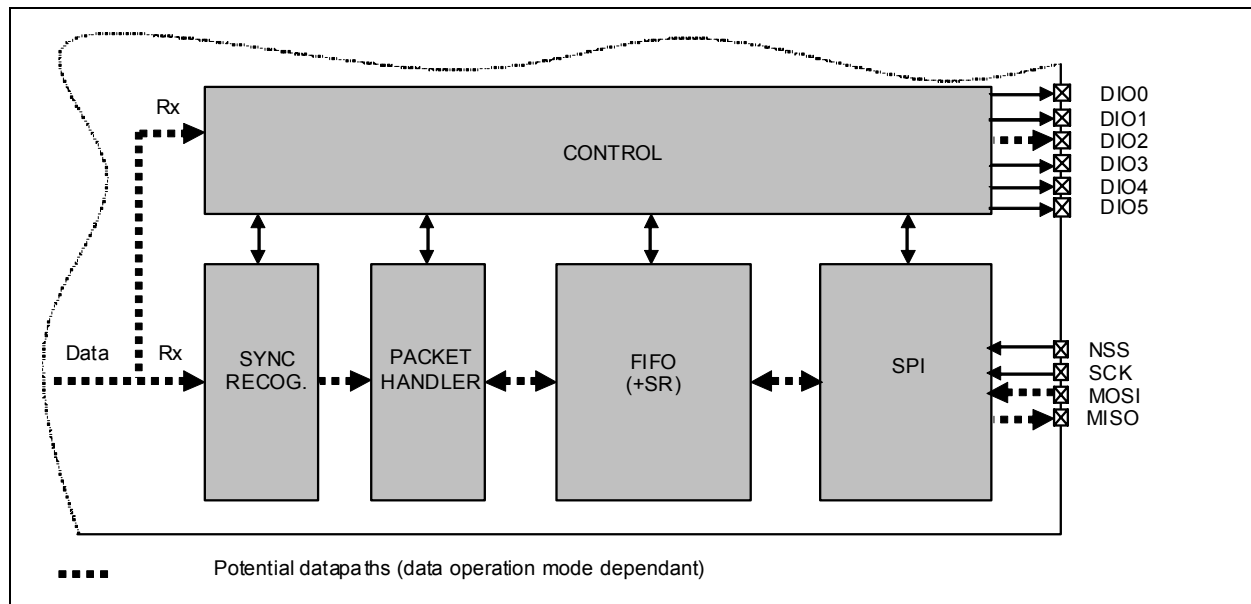 Rx
CONTROL
DIO0
DIO1
DIO2
DIO3
DIO4
DIO5
Data
Rx
SYNC
RECOG.
PACKET
HANDLER
FIFO
(+SR)
SPI
NSS
SCK
MOSI
MISO
Potential datapaths (data operation mode dependant)